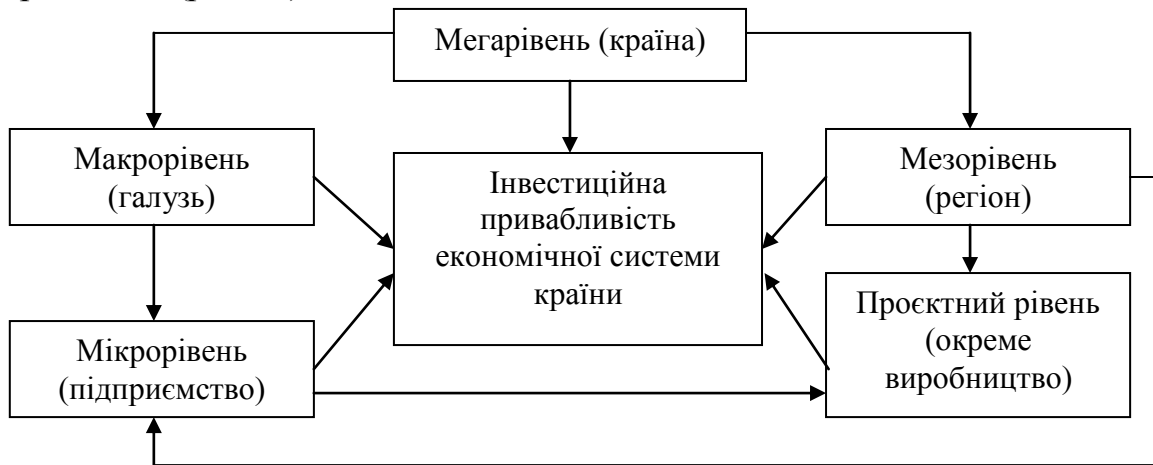 Мегарівень (країна)
Макрорівень
(галузь)
Інвестиційна
привабливість
економічної системи
країни
Мезорівень
(регіон)
Мікрорівень
(підприємство)
Проєктний рівень
(окреме
виробництво)